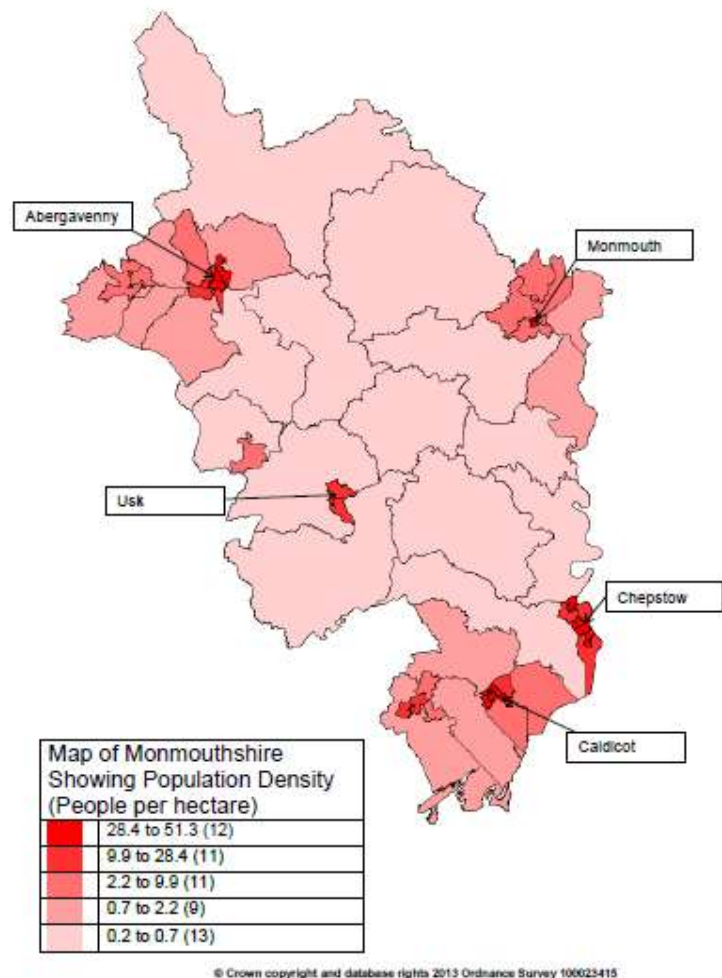 Abergavenny
Monmouth
Usk
Chepstow
Caldicot
Map of Monmouthshire
Showing Population Density
(People per hectare)
28.4 to 51.3 (12)
9.9 to 28.4 (11)
2.2 to 9.9 (11)
0.7 to 2.2 (9)
0.2 to 0.7 (13)
© Crown copyright and database rights 2013 Ordnance Survey 100023415